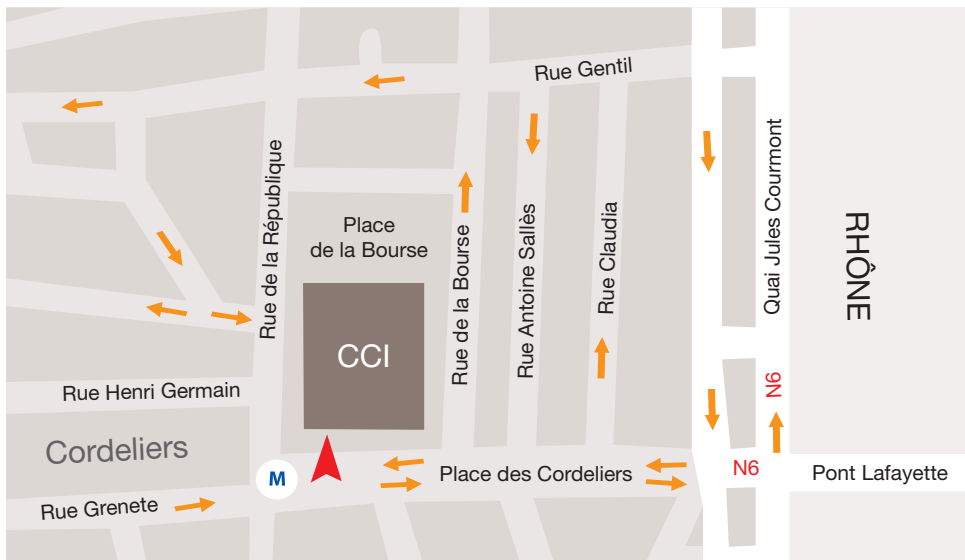 Rue Gentil
Rue de la République
Place
de la Bourse
Rue de la Bourse
Rue Antoine Sallès
Rue Claudia
Quai Jules Courmont
RHÔNE
CCI
N6
Rue Henri Germain
Cordeliers
M
Place des Cordeliers
N6
Pont Lafayette
Rue Grenete